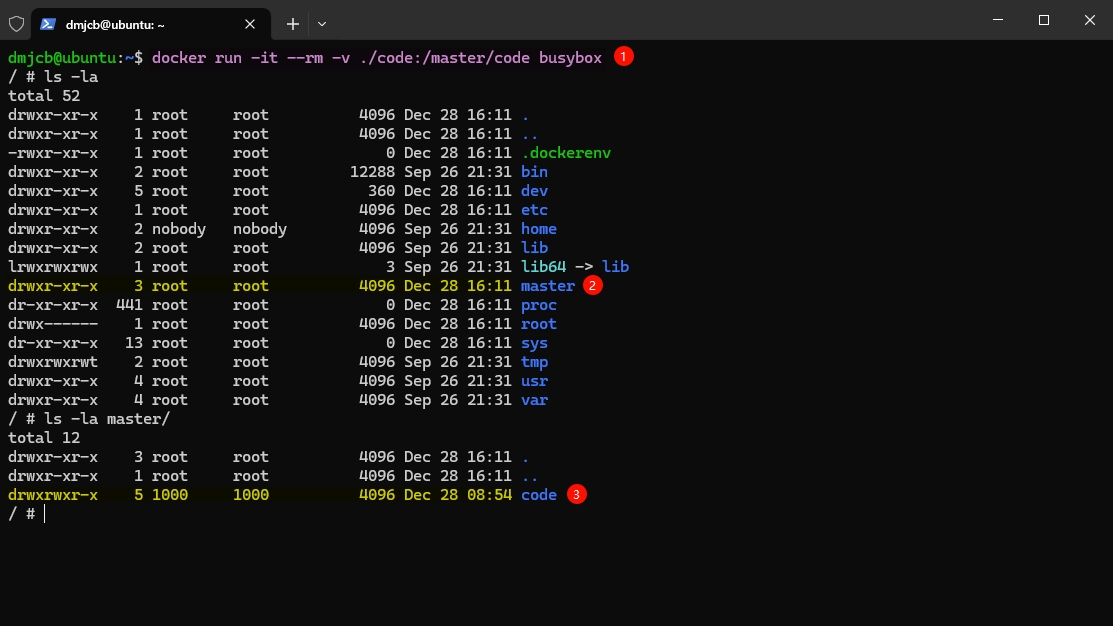 dmjcb@ubuntu: ~
dmjcb@ubuntu:~$ docker run -it --rm -v ./code:/master/code busybox 1
/ # ls -la
total 52
drwxr-xr-x    1 root     root          4096 Dec 28 16:11 .
drwxr-xr-x    1 root     root          4096 Dec 28 16:11 ..
-rwxr-xr-x    1 root     root             0 Dec 28 16:11 .dockerenv
drwxr-xr-x    2 root     root         12288 Sep 26 21:31 bin
drwxr-xr-x    5 root     root           360 Dec 28 16:11 dev
drwxr-xr-x    1 root     root          4096 Dec 28 16:11 etc
drwxr-xr-x    2 nobody   nobody        4096 Sep 26 21:31 home
drwxr-xr-x    2 root     root          4096 Sep 26 21:31 lib
lrwxrwxrwx    1 root     root             3 Sep 26 21:31 lib64 -> lib
drwxr-xr-x    3 root     root          4096 Dec 28 16:11 master 2
dr-xr-xr-x  441 root     root             0 Dec 28 16:11 proc
drwx------    1 root     root          4096 Dec 28 16:11 root
dr-xr-xr-x   13 root     root             0 Dec 28 16:11 sys
drwxrwxrwt    2 root     root          4096 Sep 26 21:31 tmp
drwxr-xr-x    4 root     root          4096 Sep 26 21:31 usr
drwxr-xr-x    4 root     root          4096 Sep 26 21:31 var
/ # ls -la master/
total 12
drwxr-xr-x    3 root     root          4096 Dec 28 16:11 .
drwxr-xr-x    1 root     root          4096 Dec 28 16:11 ..
drwxrwxr-x    5 1000     1000          4096 Dec 28 08:54 code 3
/ #